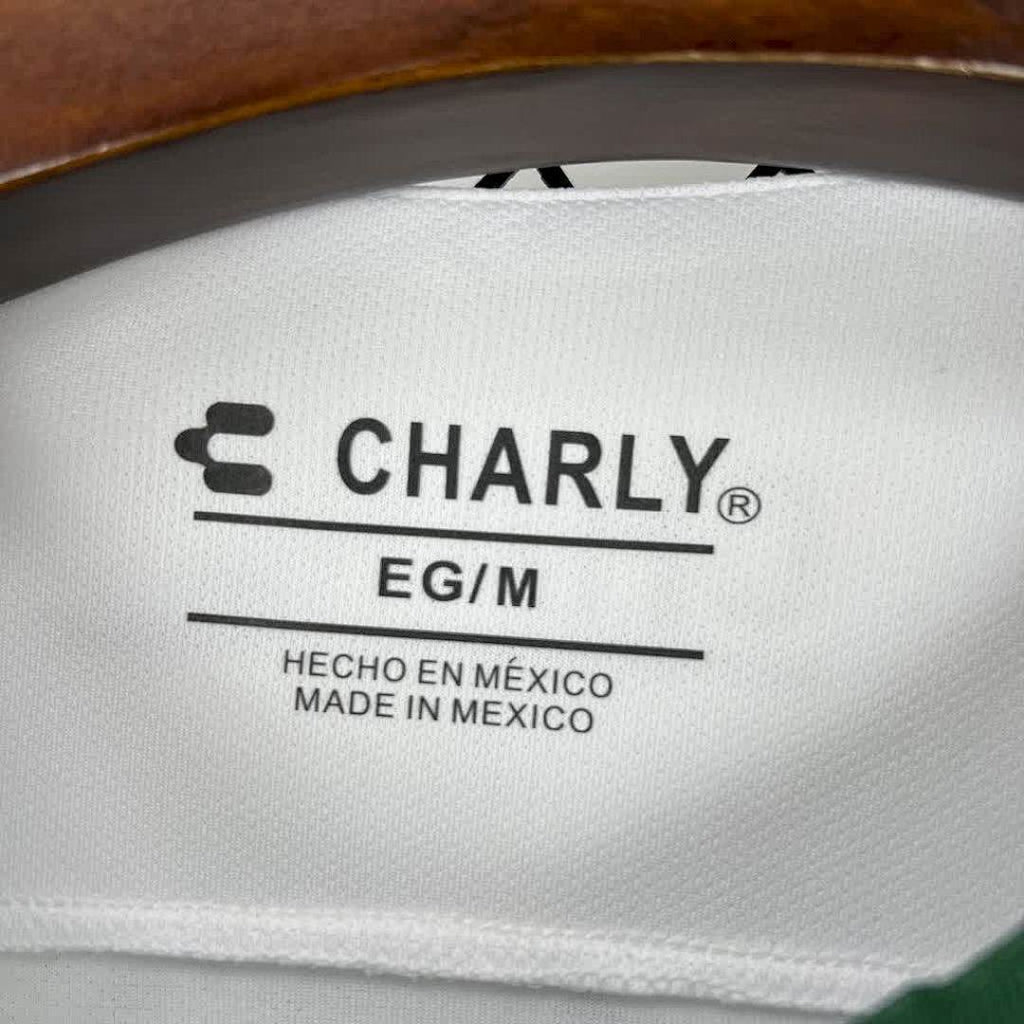 CHARLY®
EG/M
HECHO EN MÉXICO
MADE IN MEXICO